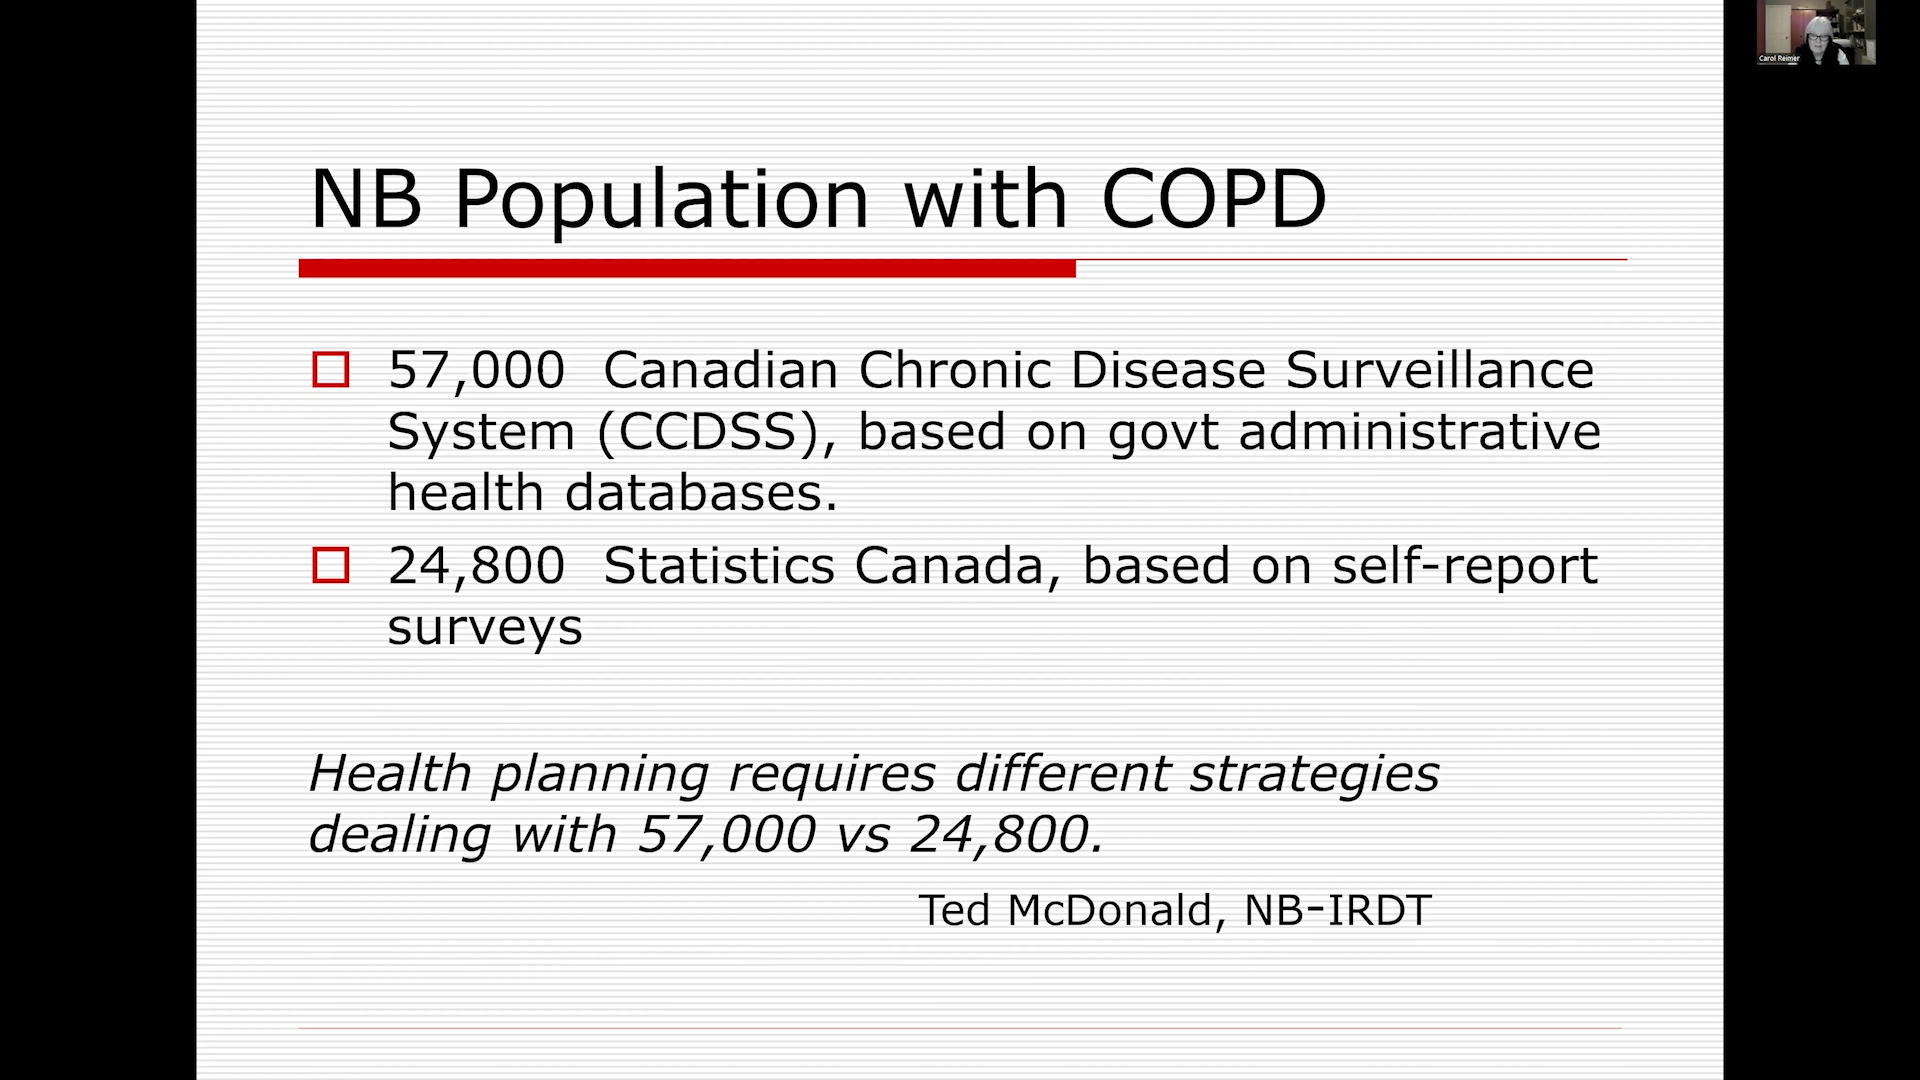 Carol Reimer
NB Population with COPD
57,000 Canadian Chronic Disease Surveillance
System (CCDSS), based on govt administrative
health databases.
24,800 Statistics Canada, based on self-report
surveys
Health planning requires different strategies
dealing with 57,000 vs 24,800.
Ted McDonald, NB-IRDT